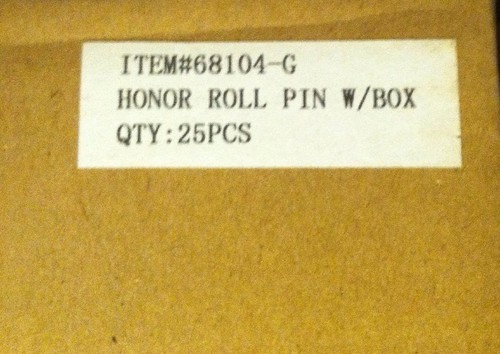 ITEM#68104-G
HONOR ROLL PIN W/BOX
QTY:25PCS